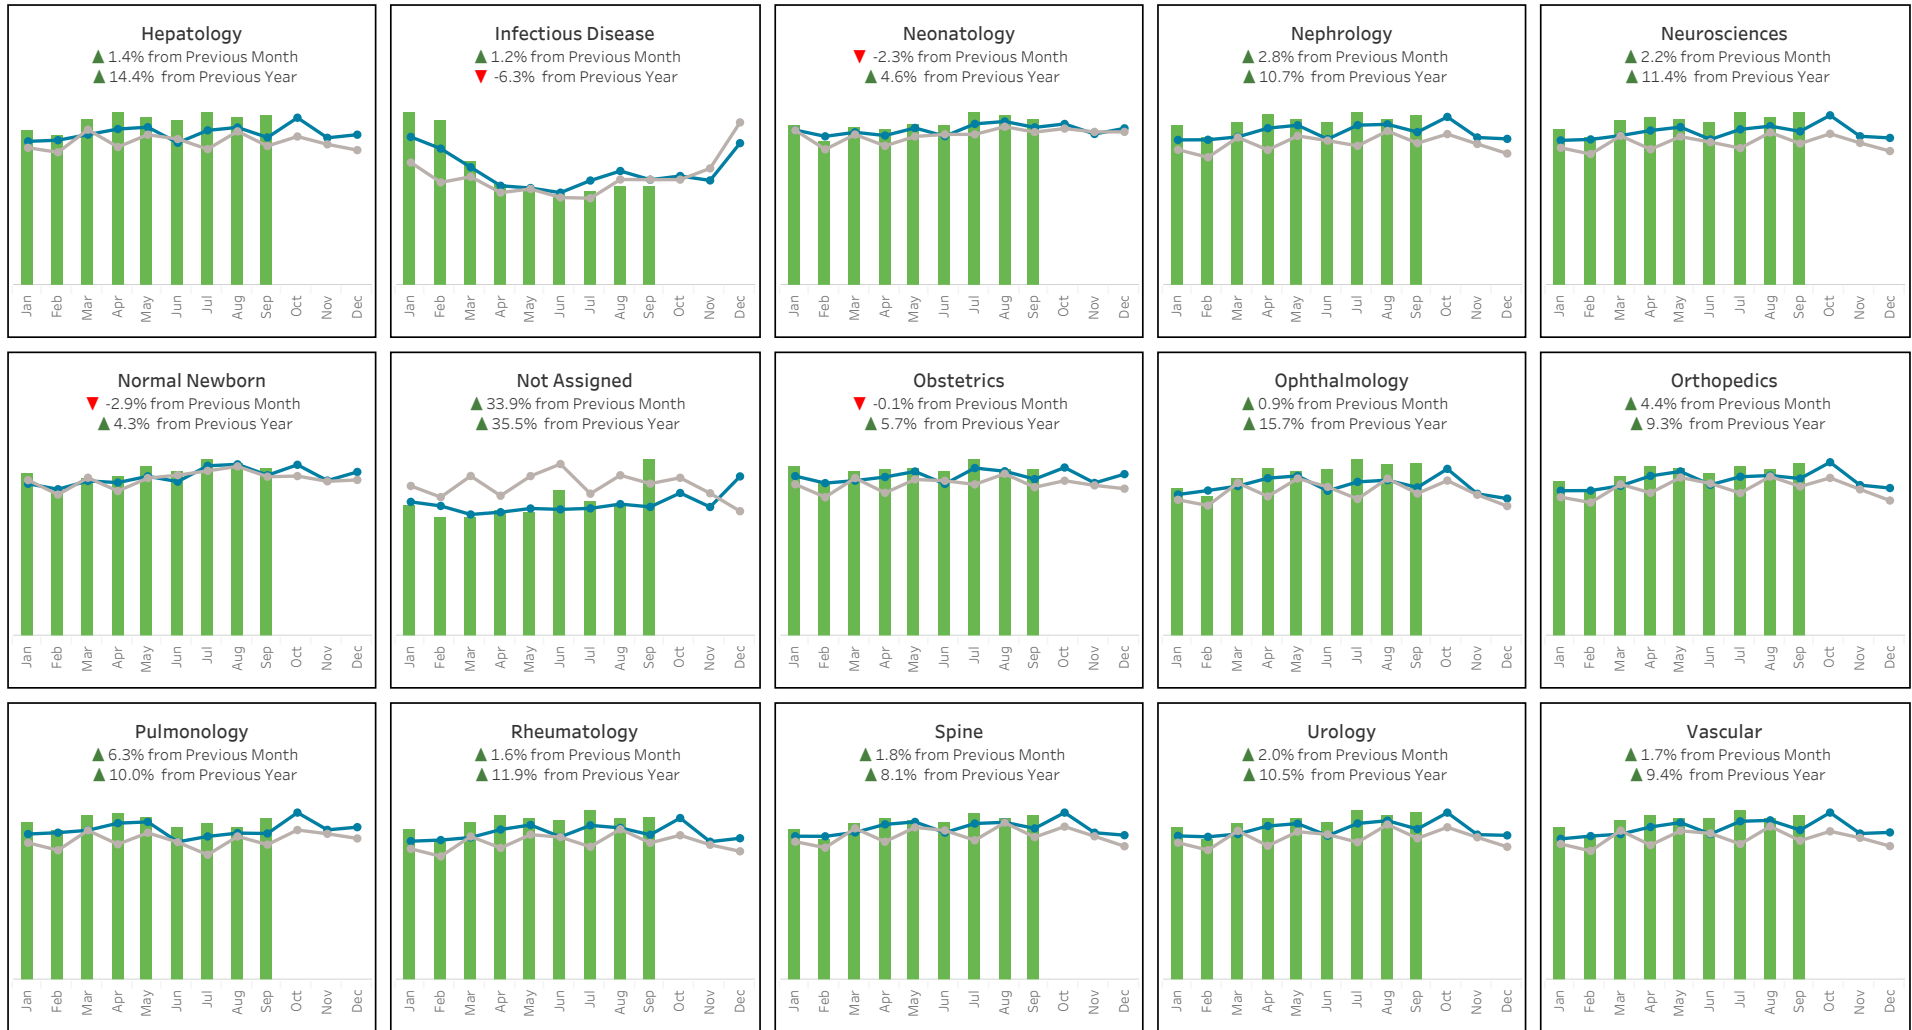 Hepatology
▲ 1.4% from Previous Month
▲ 14.4% from Previous Year
Jan Feb Mar Apr May Jun Jul Aug Sep Oct Nov Dec
Infectious Disease
▲ 1.2% from Previous Month
▼ -6.3% from Previous Year
Jan Feb Mar Apr May Jun Jul Aug Sep Oct Nov Dec
Neonatology
▼ -2.3% from Previous Month
▲ 4.6% from Previous Year
Jan Feb Mar Apr May Jun Jul Aug Sep Oct Nov Dec
Nephrology
▲ 2.8% from Previous Month
▲ 10.7% from Previous Year
Jan Feb Mar Apr May Jun Jul Aug Sep Oct Nov Dec
Neurosciences
▲ 2.2% from Previous Month
▲ 11.4% from Previous Year
Jan Feb Mar Apr May Jun Jul Aug Sep Oct Nov Dec
Normal Newborn
▼ -2.9% from Previous Month
▲ 4.3% from Previous Year
Jan Feb Mar Apr May Jun Jul Aug Sep Oct Nov Dec
Not Assigned
▲ 33.9% from Previous Month
▲ 35.5% from Previous Year
Jan Feb Mar Apr May Jun Jul Aug Sep Oct Nov Dec
Obstetrics
▼ -0.1% from Previous Month
▲ 5.7% from Previous Year
Jan Feb Mar Apr May Jun Jul Aug Sep Oct Nov Dec
Ophthalmology
▲ 0.9% from Previous Month
▲ 15.7% from Previous Year
Jan Feb Mar Apr May Jun Jul Aug Sep Oct Nov Dec
Orthopedics
▲ 4.4% from Previous Month
▲ 9.3% from Previous Year
Jan Feb Mar Apr May Jun Jul Aug Sep Oct Nov Dec
Pulmonology
▲ 6.3% from Previous Month
▲ 10.0% from Previous Year
Jan Feb Mar Apr May Jun Jul Aug Sep Oct Nov Dec
Rheumatology
▲ 1.6% from Previous Month
▲ 11.9% from Previous Year
Jan Feb Mar Apr May Jun Jul Aug Sep Oct Nov Dec
Spine
▲ 1.8% from Previous Month
▲ 8.1% from Previous Year
Jan Feb Mar Apr May Jun Jul Aug Sep Oct Nov Dec
Urology
▲ 2.0% from Previous Month
▲ 10.5% from Previous Year
Jan Feb Mar Apr May Jun Jul Aug Sep Oct Nov Dec
Vascular
▲ 1.7% from Previous Month
▲ 9.4% from Previous Year
Jan Feb Mar Apr May Jun Jul Aug Sep Oct Nov Dec